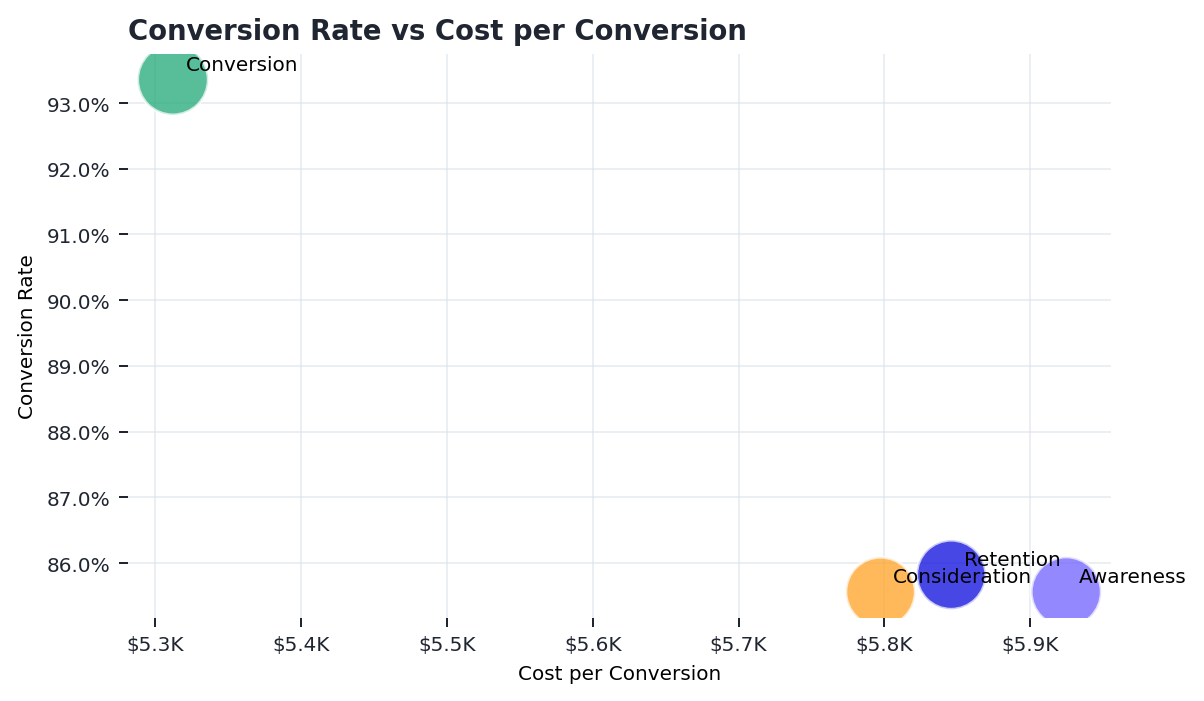 Conversion Rate vs Cost per Conversion
Conversion
93.0%
92.0%
91.0%
90.0%
89.0%
88.0%
87.0%
86.0%
Conversion Rate
Retention
Consideration
Awareness
$5.3K
$5.4K
$5.5K
$5.6K
$5.7K
$5.8K
$5.9K
Cost per Conversion